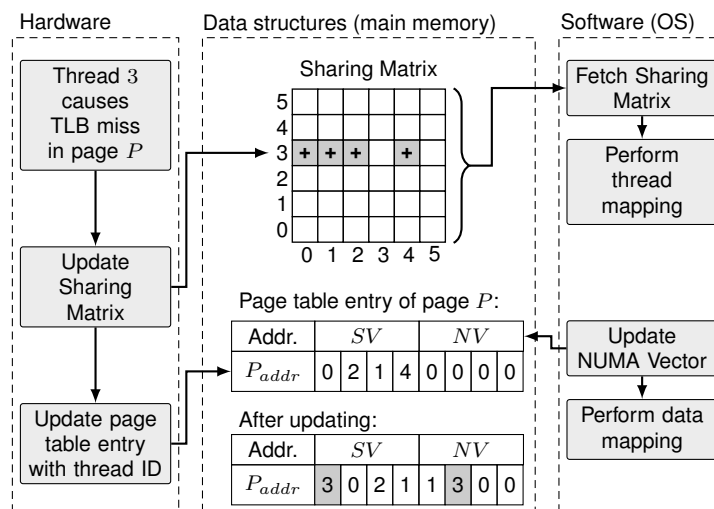 Hardware
Data structures (main memory)
Software (OS)
Thread 3
causes
TLB miss
in page P
Update
Sharing
Matrix
Update page
table entry
with thread ID
Sharing Matrix
5
4
3 + + + +
2
1
0
0 1 2 3 4 5
Page table entry of page P:
Addr. SV NV
P_addr 0 2 1 4 0 0 0 0
After updating:
Addr. SV NV
P_addr 3 0 2 1 1 3 0 0
Fetch Sharing
Matrix
Perform
thread
mapping
Update
NUMA Vector
Perform data
mapping